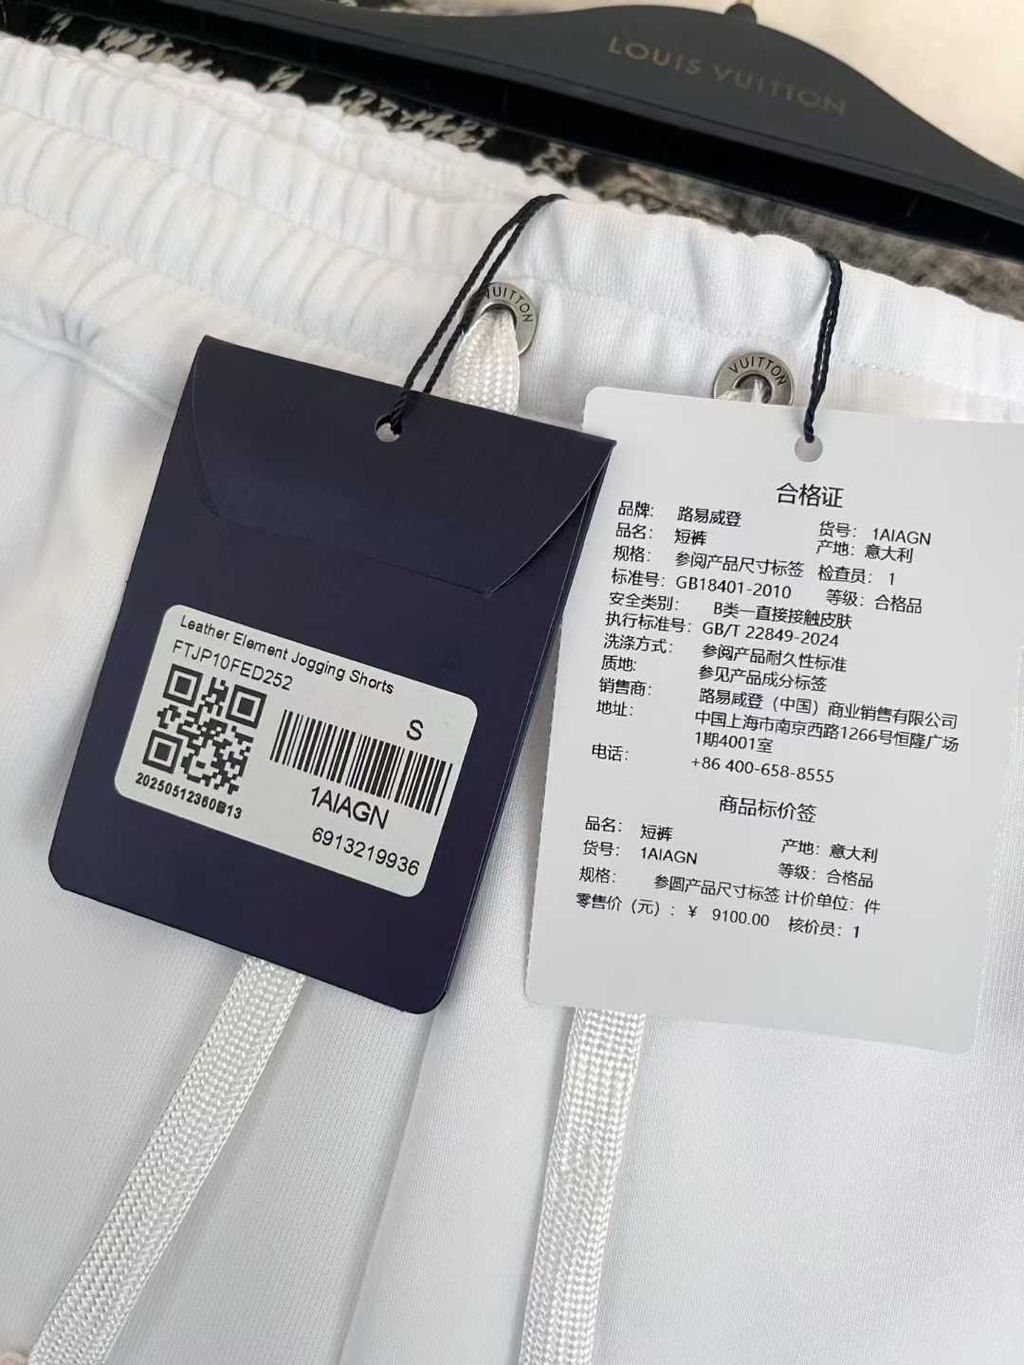 LOUIS VUITTON
VUITTON
VUITTON
Leather Element Jogging Shorts
FTJP10FED252
S
20250512360B13
1AIAGN
6913219936
合格证
品牌： 路易威登 货号： 1AIAGN
品名： 短裤 产地：意大利
规格： 参阅产品尺寸标签 检查员： 1
标准号：GB18401-2010 等级：合格品
安全类别： B类一直接接触皮肤
执行标准号：GB/T 22849-2024
洗涤方式： 参阅产品耐久性标准
质地： 参见产品成分标签
销售商： 路易威登（中国）商业销售有限公司
地址： 中国上海市南京西路1266号恒隆广场
1期4001室
电话： +86 400-658-8555
商品标价签
品名： 短裤 产地：意大利
货号： 1AIAGN 等级：合格品
规格： 参圆产品尺寸标签 计价单位：件
零售价（元）：¥ 9100.00 核价员：1